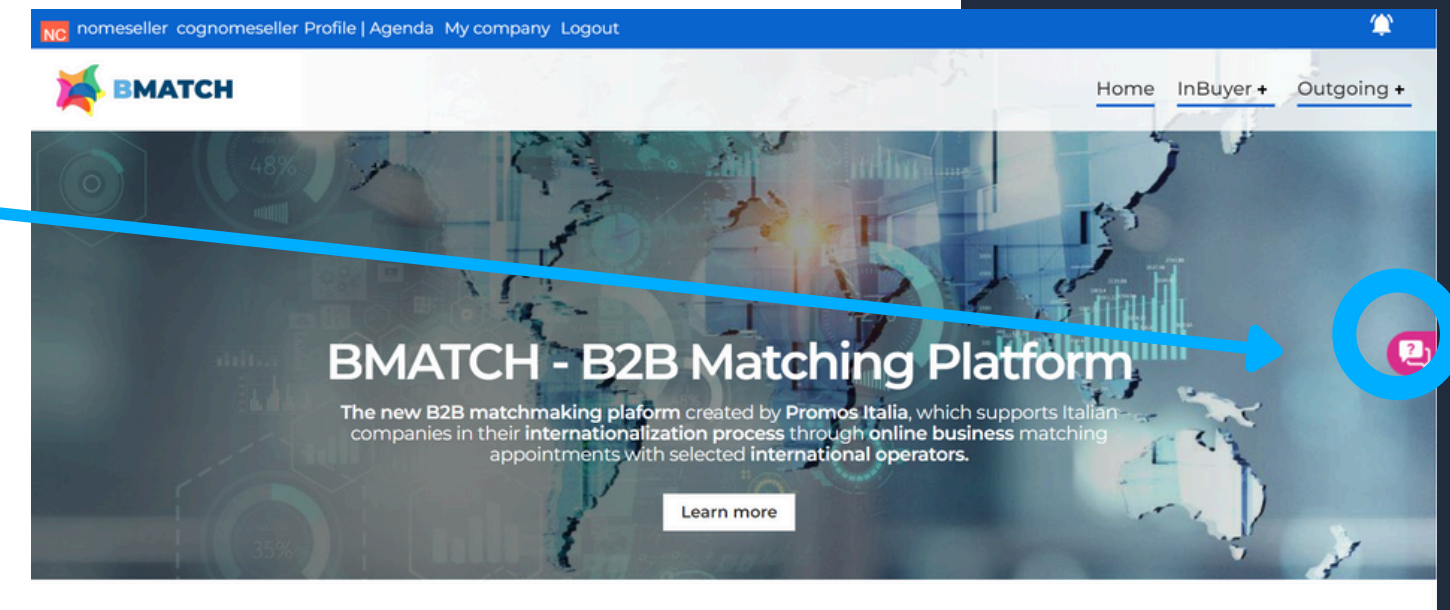 NC nomeseller cognomeseller Profile | Agenda My company Logout
BMATCH
Home InBuyer + Outgoing +
48%
BMATCH - B2B Matching Platform
The new B2B matchmaking plaform created by Promos Italia, which supports Italian
companies in their internationalization process through online business matching
appointments with selected international operators.
Learn more
35%